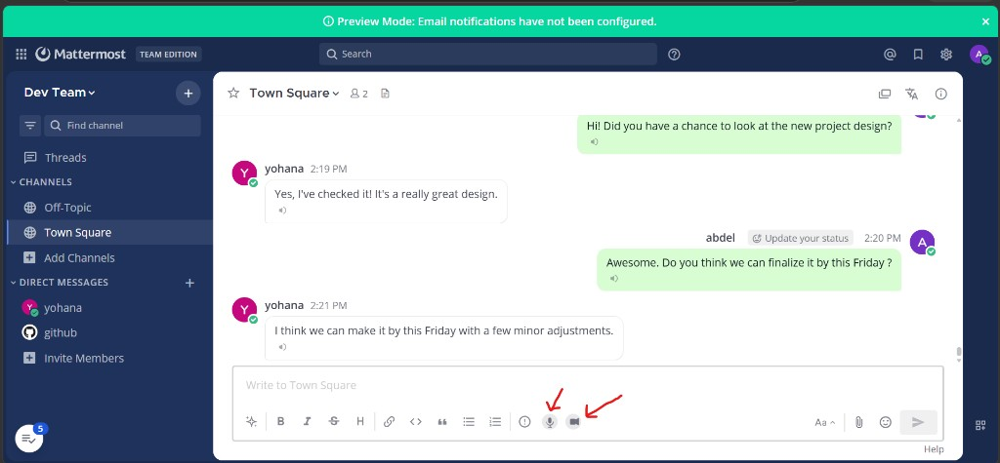 Preview Mode: Email notifications have not been configured.
Mattermost TEAM EDITION Search A
Dev Team
Town Square 2
Find channel
Hi! Did you have a chance to look at the new project design?
Threads
CHANNELS
Off-Topic
Town Square
Add Channels
DIRECT MESSAGES
yohana
github
Invite Members
5
Y yohana 2:19 PM
Yes, I've checked it! It's a really great design.
abdel Update your status 2:20 PM A
Awesome. Do you think we can finalize it by this Friday ?
Y yohana 2:21 PM
I think we can make it by this Friday with a few minor adjustments.
Write to Town Square
B I S H Aa
Help